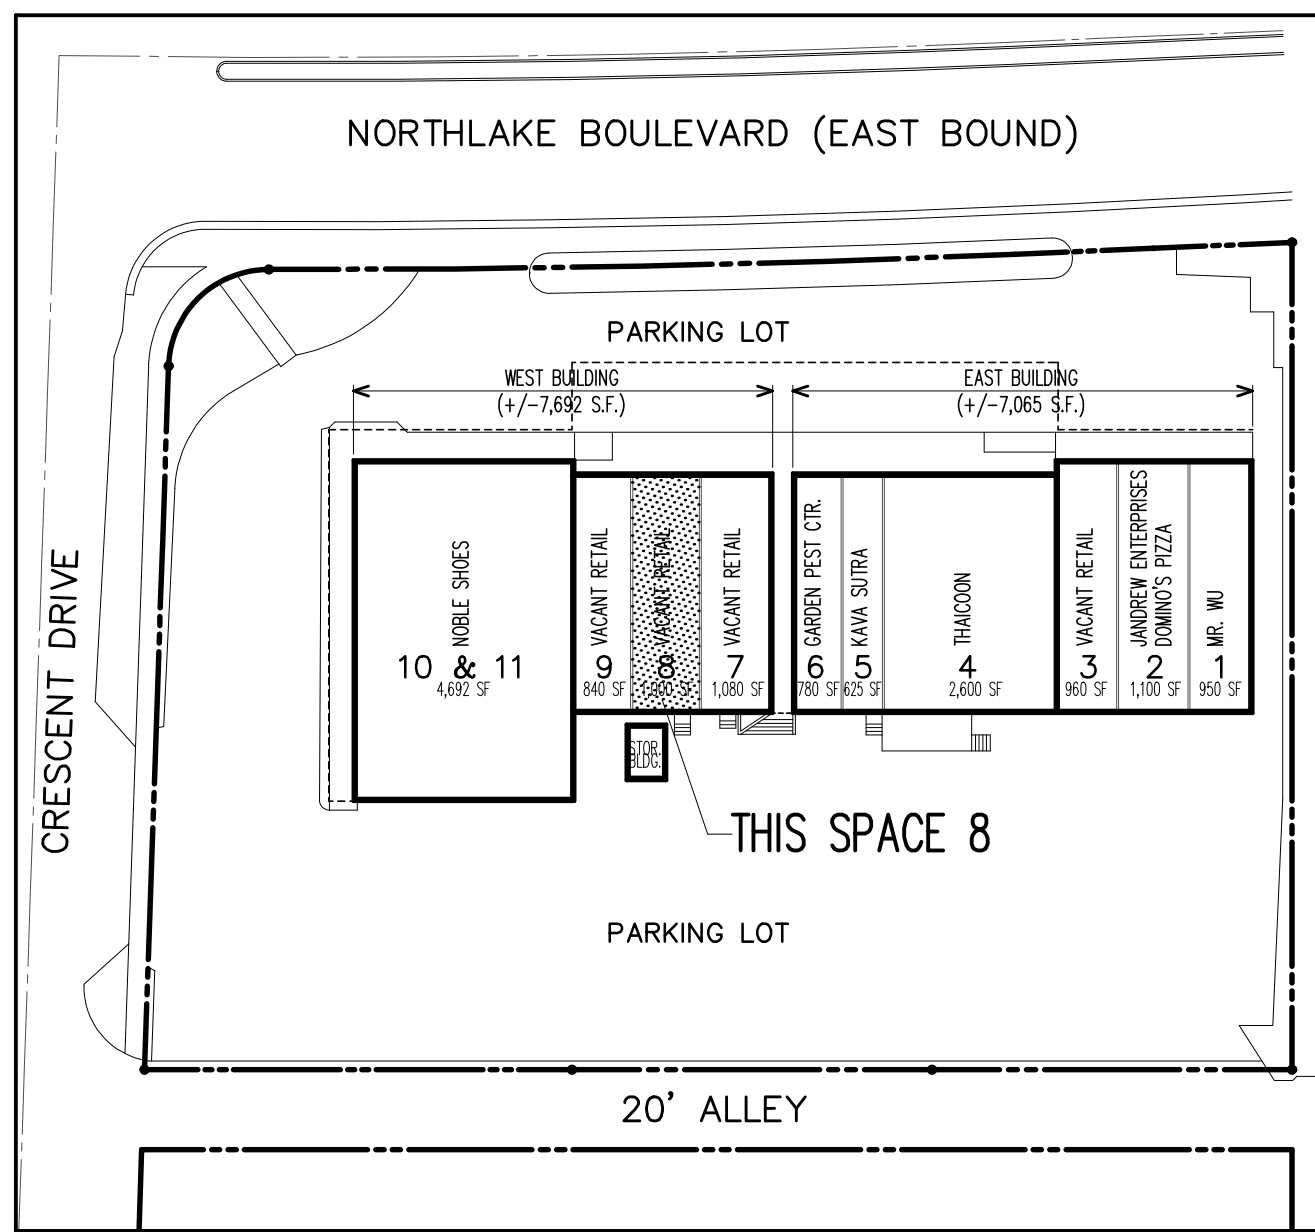 NORTHLAKE BOULEVARD (EAST BOUND)
PARKING LOT
WEST BUILDING
(+/-7,692 S.F.)
EAST BUILDING
(+/-7,065 S.F.)
CRESCENT DRIVE
NOBLE SHOES
10 & 11
4,692 SF
VACANT RETAIL
9
840 SF
VACANT RETAIL
8
VACANT RETAIL
7
1,080 SF
GARDEN PEST CTR.
6
780 SF
KAVA SUTRA
5
625 SF
THAICOON
4
2,600 SF
VACANT RETAIL
3
960 SF
JANDREW ENTERPRISES
DOMINO'S PIZZA
2
1,100 SF
MR. WU
1
950 SF
STOR.
BLDG.
THIS SPACE 8
PARKING LOT
20' ALLEY